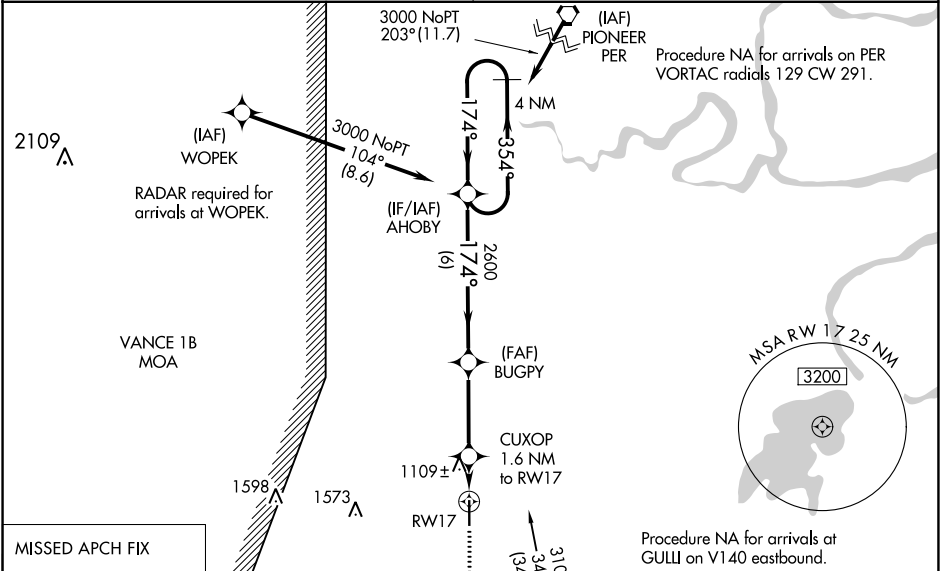 3000 NoPT
203° (11.7)
(IAF)
PIONEER
PER
Procedure NA for arrivals on PER
VORTAC radials 129 CW 291.
4 NM
174°
354°
2109
(IAF)
WOPEK
3000 NoPT
104°
(8.6)
RADAR required for
arrivals at WOPEK.
(IF/IAF)
AHOBY
2600
174°
(6)
VANCE 1B
MOA
(FAF)
BUGPY
MSA RW 17 25 NM
3200
CUXOP
1.6 NM
to RW17
1109±
1598
1573
RW17
MISSED APCH FIX
Procedure NA for arrivals at
GULLI on V140 eastbound.